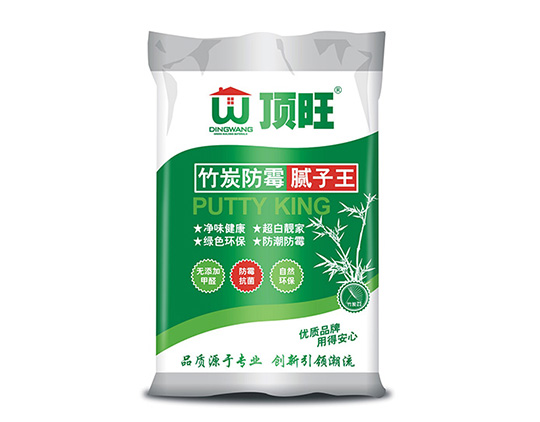 顶旺®
DINGWANG
竹炭防霉 腻子王
PUTTY KING
★净味健康 ★超白靓家
★绿色环保 ★防潮防霉
无添加
甲醛
防霉
抗菌
自然
环保
优质品牌
用得安心
品质源于专业 创新引领潮流